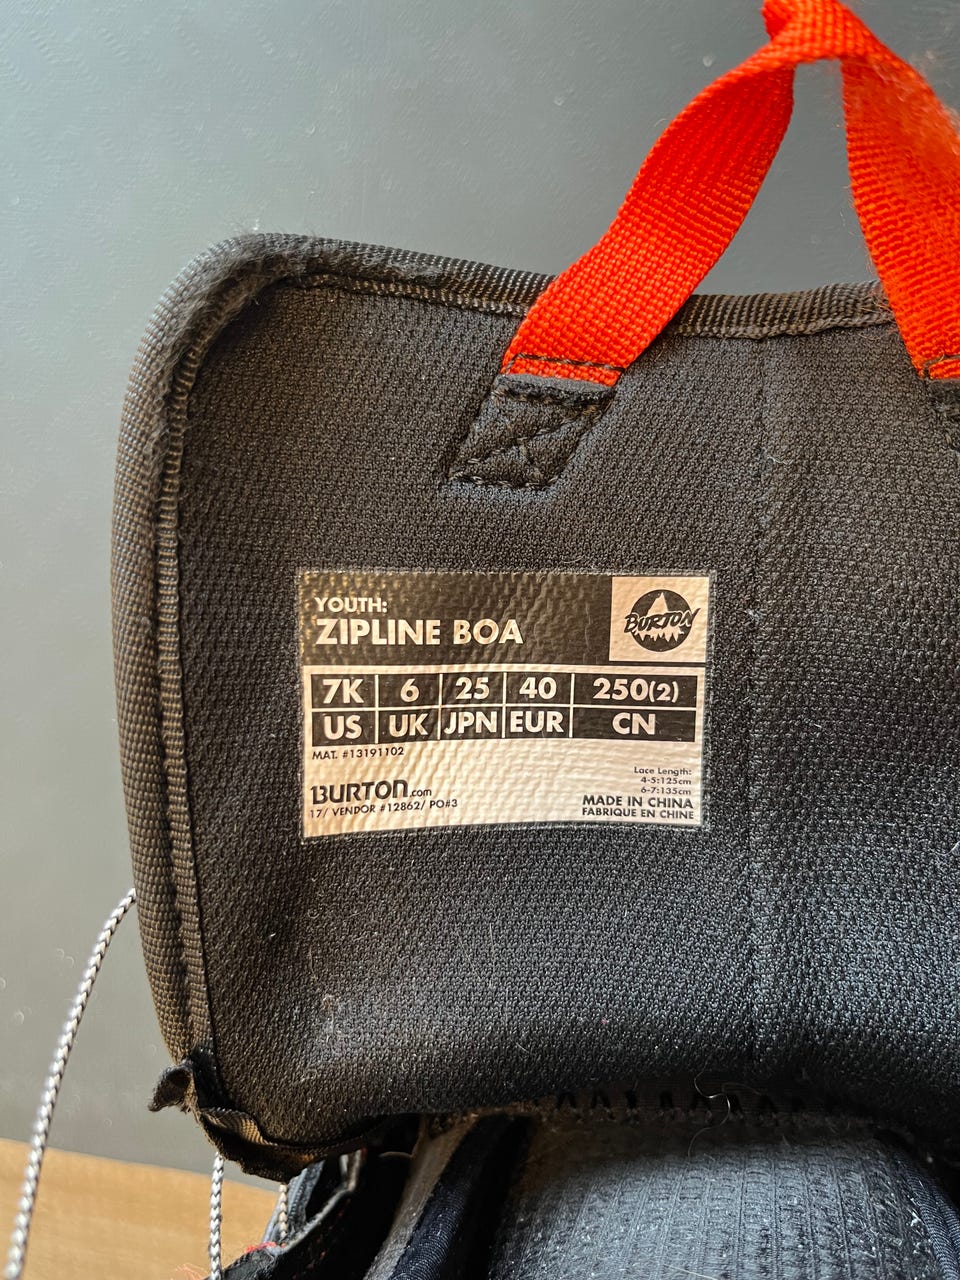 YOUTH:
ZIPLINE BOA
BURTON
7K 6 25 40 250(2)
US UK JPN EUR CN
MAT. #13191102
BURTON.com
17/ VENDOR #12862/ PO#3
Lace Length:
4-5:125cm
6-7:135cm
MADE IN CHINA
FABRIQUE EN CHINE